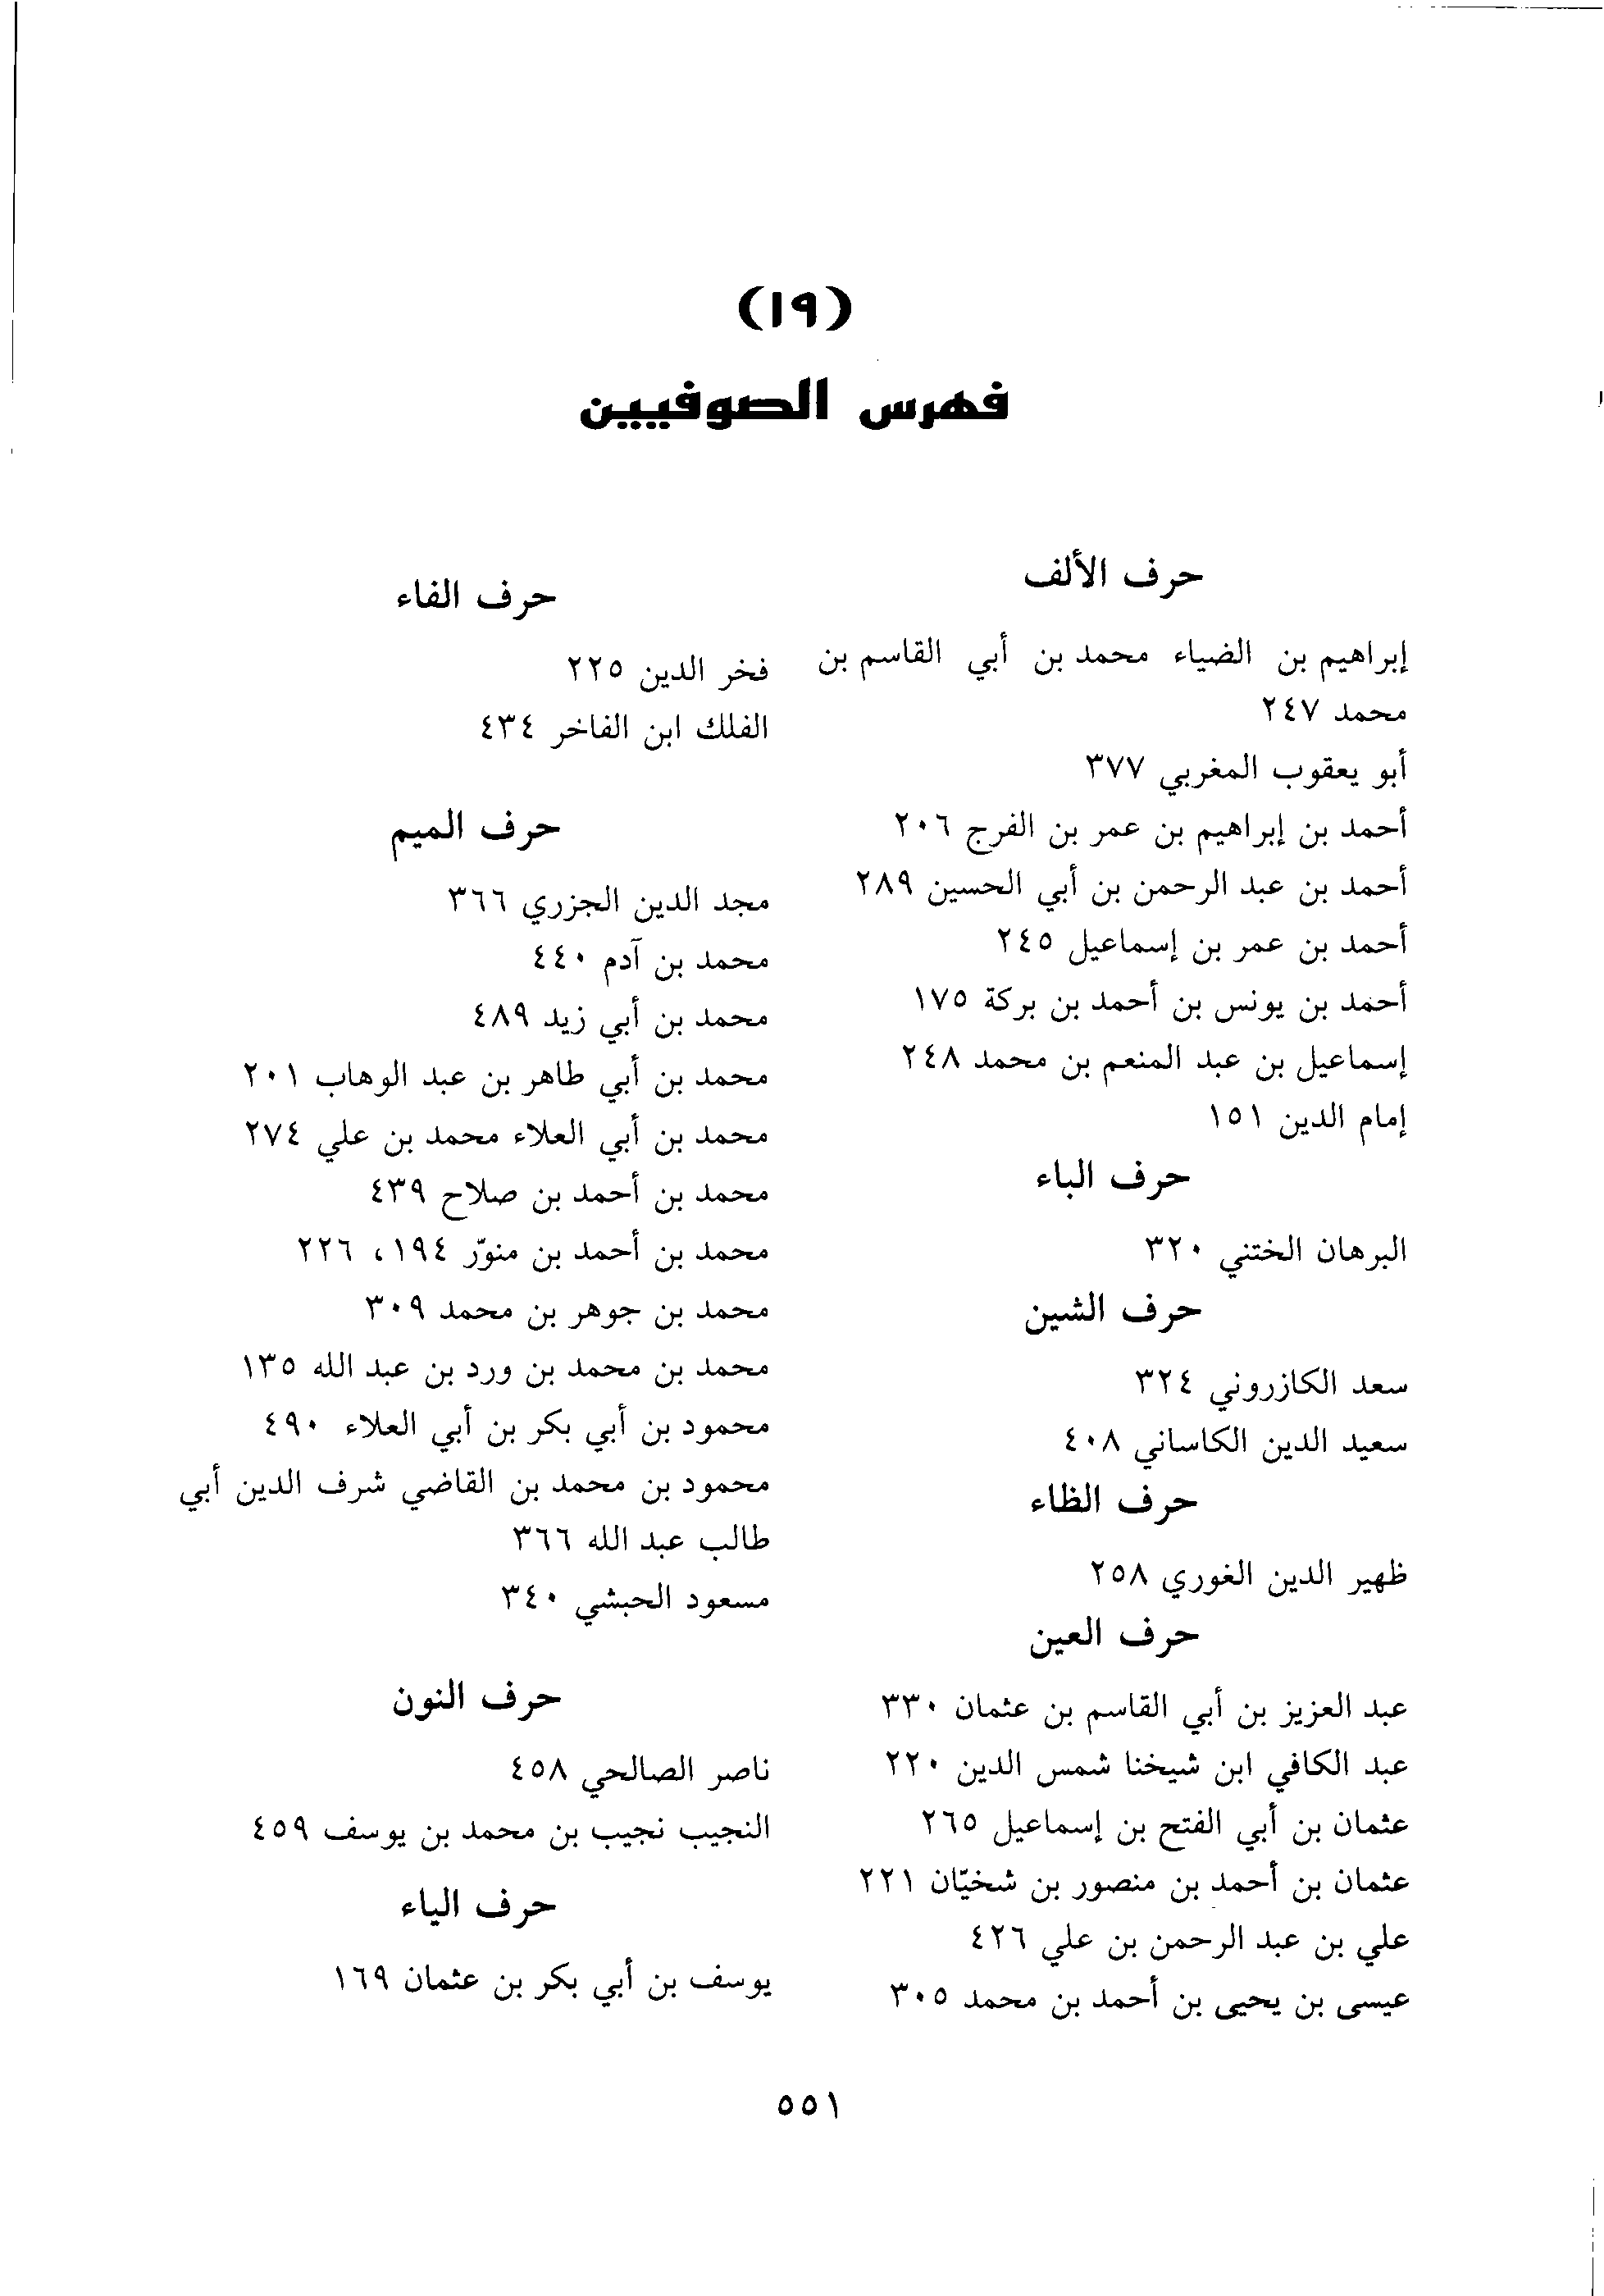 (١٩)
فهرس الصوفيين
حرف الألف
إبراهيم بن الضياء محمد بن أبي القاسم بن
محمد ٢٤٧
أبو يعقوب المغربي ٣٧٧
أحمد بن إبراهيم بن عمر بن الفرج ٢٠٦
أحمد بن عبد الرحمن بن أبي الحسين ٢٨٩
أحمد بن عمر بن إسماعيل ٢٤٥
أحمد بن يونس بن أحمد بن بركة ١٧٥
إسماعيل بن عبد المنعم بن محمد ٢٤٨
إمام الدين ١٥١
حرف الباء
البرهان الختني ٣٢٠
حرف الشين
سعد الكازروني ٣٢٤
سعيد الدين الكاساني ٤٠٨
حرف الظاء
ظهير الدين الغوري ٢٥٨
حرف العين
عبد العزيز بن أبي القاسم بن عثمان ٣٣٠
عبد الكافي ابن شيخنا شمس الدين ٢٢٠
عثمان بن أبي الفتح بن إسماعيل ٢٦٥
عثمان بن أحمد بن منصور بن شخيّان ٢٢١
علي بن عبد الرحمن بن علي ٤٢٦
عيسى بن يحيى بن أحمد بن محمد ٣٠٥
حرف الفاء
فخر الدين ٢٢٥
الفلك ابن الفاخر ٤٣٤
حرف الميم
مجد الدين الجزري ٣٦٦
محمد بن آدم ٤٤٠
محمد بن أبي زيد ٤٨٩
محمد بن أبي طاهر بن عبد الوهاب ٢٠١
محمد بن أبي العلاء محمد بن علي ٢٧٤
محمد بن أحمد بن صلاح ٤٣٩
محمد بن أحمد بن منوّر ١٩٤، ٢٢٦
محمد بن جوهر بن محمد ٣٠٩
محمد بن محمد بن ورد بن عبد الله ١٣٥
محمود بن أبي بكر بن أبي العلاء ٤٩٠
محمود بن محمد بن القاضي شرف الدين أبي
طالب عبد الله ٣٦٦
مسعود الحبشي ٣٤٠
حرف النون
ناصر الصالحي ٤٥٨
النجيب نجيب بن محمد بن يوسف ٤٥٩
حرف الياء
يوسف بن أبي بكر بن عثمان ١٦٩
٥٥١